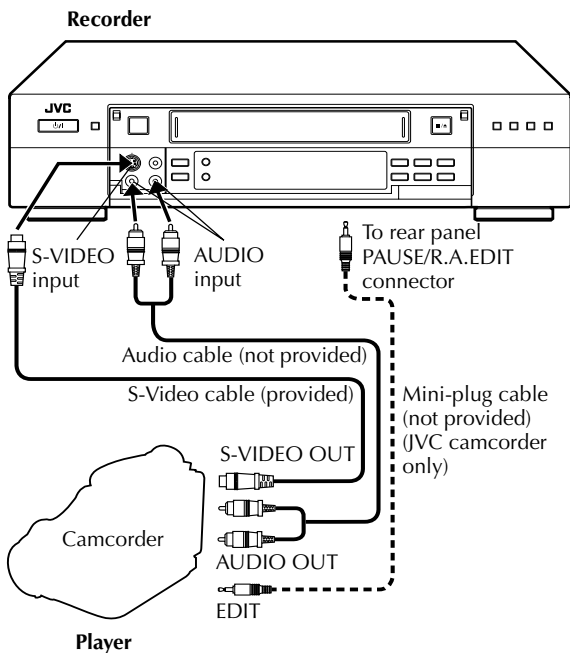 Recorder
JVC
S-VIDEO
input
AUDIO
input
To rear panel
PAUSE/R.A.EDIT
connector
Audio cable (not provided)
S-Video cable (provided)
Mini-plug cable
(not provided)
(JVC camcorder
only)
S-VIDEO OUT
Camcorder
AUDIO OUT
EDIT
Player